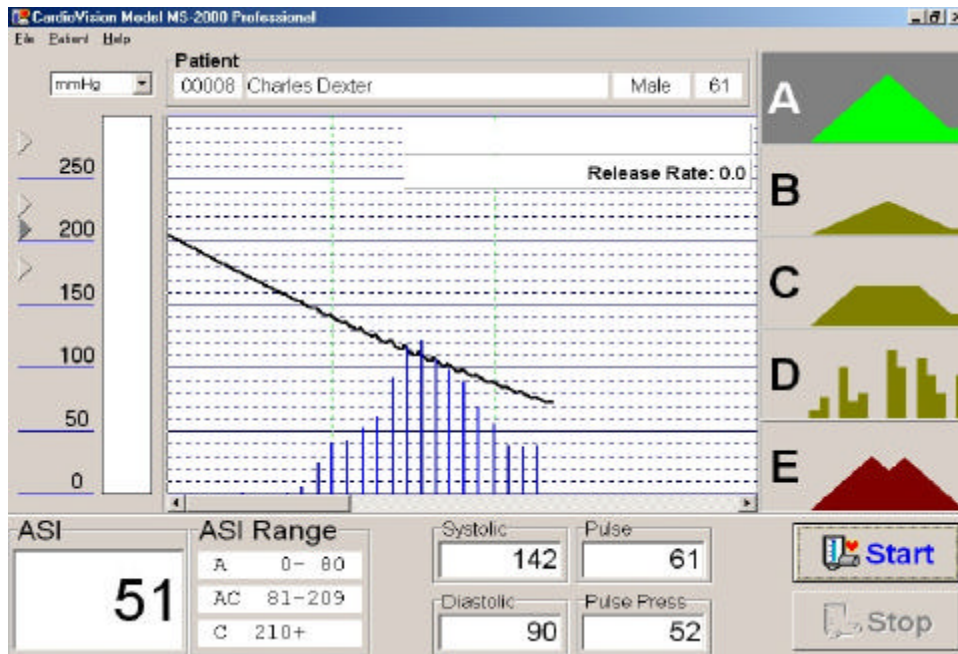 CardioVision Model MS-2000 Professional
File Patient Help
Patient
mmHg
00008 Charles Dexter Male 61
Release Rate: 0.0
250
200
150
100
50
0
A
B
C
D
E
ASI
51
ASI Range
A 0- 80
AC 81-209
C 210+
Systolic
142
Pulse
61
Diastolic
90
Pulse Press
52
Start
Stop